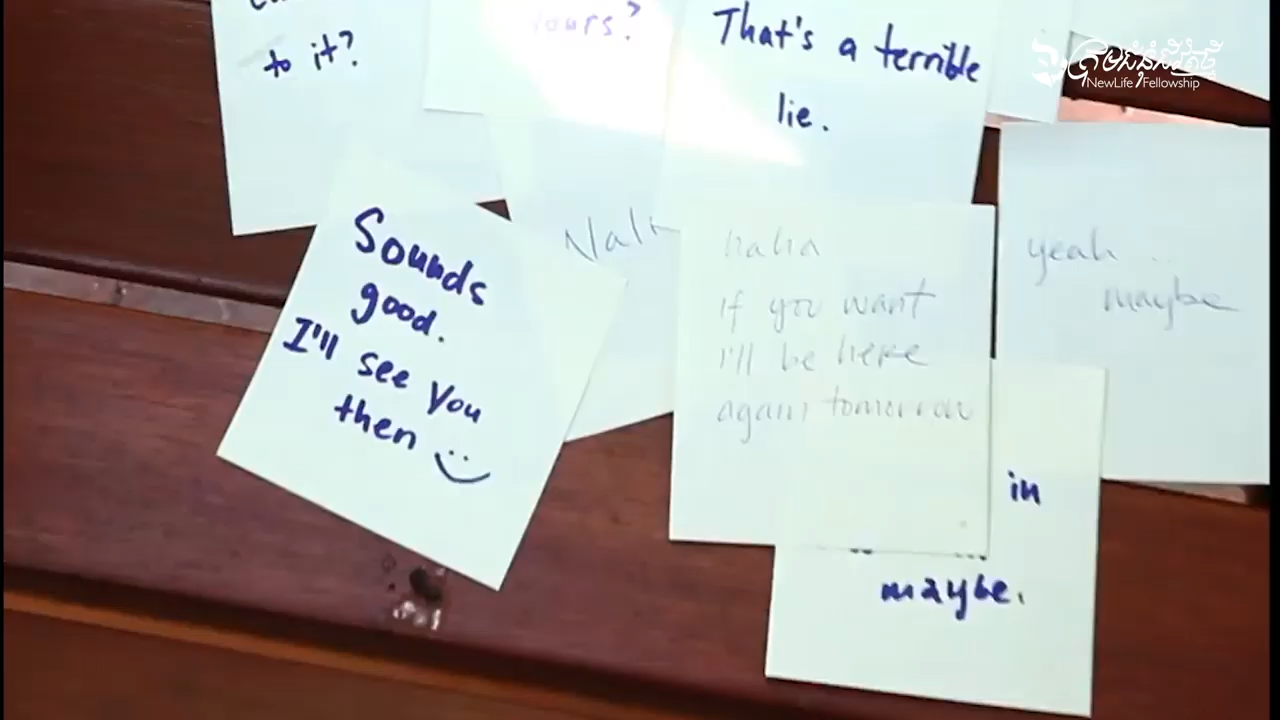 to it?
yours?
That's a terrible
lie.
NewLife Fellowship
Sounds
good.
I'll see you
then
haha
if you want
I'll be here
again tomorrow
yeah ..
maybe
in
maybe.